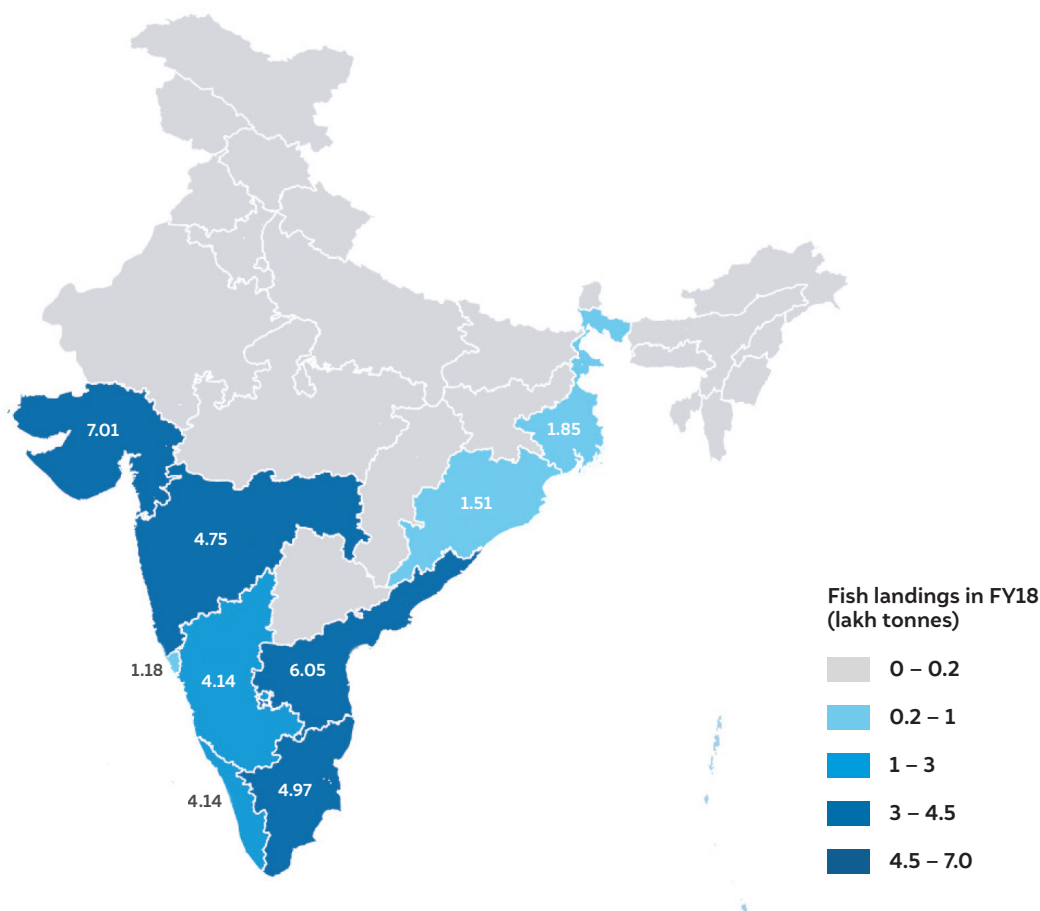 7.01
1.85
1.51
4.75
1.18
4.14
6.05
4.14
4.97
Fish landings in FY18
(lakh tonnes)
0 – 0.2
0.2 – 1
1 – 3
3 – 4.5
4.5 – 7.0